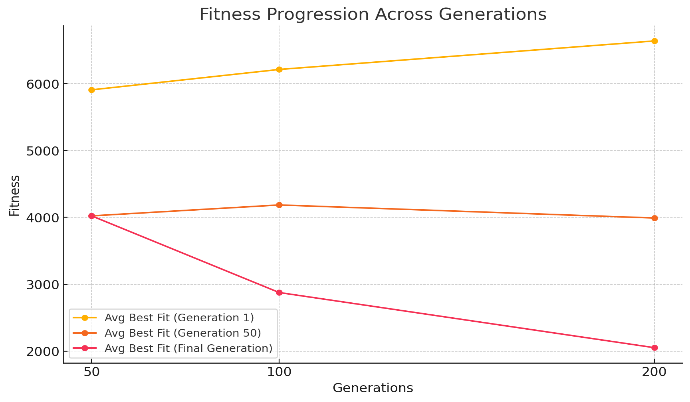 Fitness Progression Across Generations
Fitness
6000
5000
4000
3000
2000
Avg Best Fit (Generation 1)
Avg Best Fit (Generation 50)
Avg Best Fit (Final Generation)
50
100
200
Generations